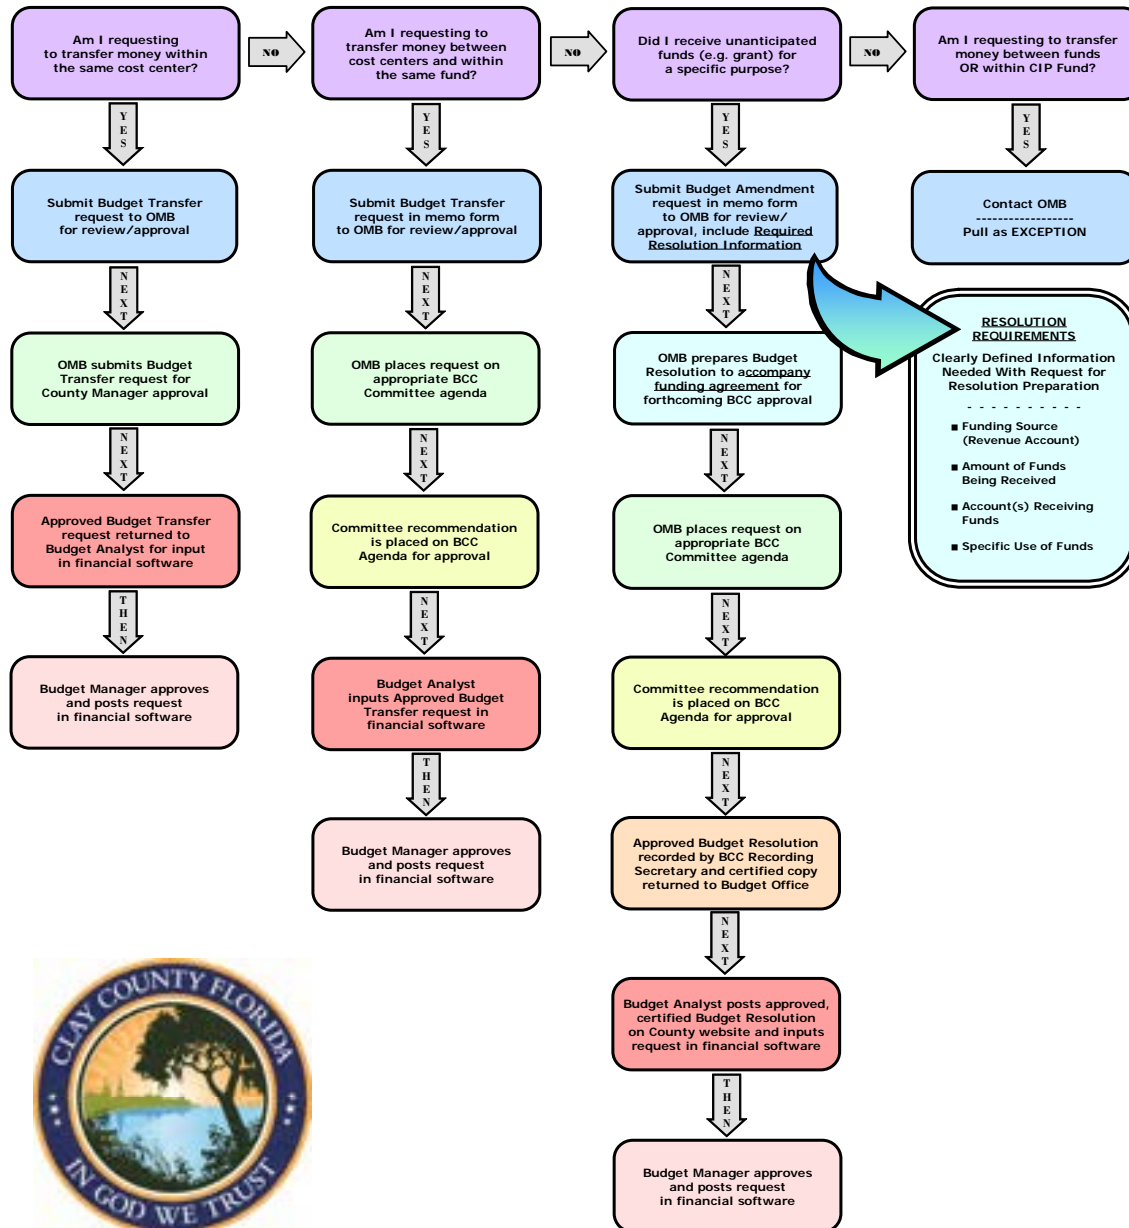 Am I requesting
to transfer money within
the same cost center?
NO
Am I requesting to
transfer money between
cost centers and within
the same fund?
NO
Did I receive unanticipated
funds (e.g. grant) for
a specific purpose?
NO
Am I requesting to transfer
money between funds
OR within CIP Fund?
YES
YES
YES
YES
Submit Budget Transfer
request to OMB
for review/approval
Submit Budget Transfer
request in memo form
to OMB for review/approval
Submit Budget Amendment
request in memo form
to OMB for review/
approval, include Required
Resolution Information
Contact OMB
-----------------
Pull as EXCEPTION
NEXT
NEXT
NEXT
RESOLUTION
REQUIREMENTS
Clearly Defined Information
Needed With Request for
Resolution Preparation
- - - - - - - - - -
■ Funding Source
(Revenue Account)
■ Amount of Funds
Being Received
■ Account(s) Receiving
Funds
■ Specific Use of Funds
OMB submits Budget
Transfer request for
County Manager approval
OMB places request on
appropriate BCC
Committee agenda
OMB prepares Budget
Resolution to accompany
funding agreement for
forthcoming BCC approval
NEXT
NEXT
NEXT
Approved Budget Transfer
request returned to
Budget Analyst for input
in financial software
Committee recommendation
is placed on BCC
Agenda for approval
OMB places request on
appropriate BCC
Committee agenda
THEN
NEXT
NEXT
Budget Manager approves
and posts request
in financial software
Budget Analyst
inputs Approved Budget
Transfer request in
financial software
Committee recommendation
is placed on BCC
Agenda for approval
THEN
NEXT
Budget Manager approves
and posts request
in financial software
Approved Budget Resolution
recorded by BCC Recording
Secretary and certified copy
returned to Budget Office
NEXT
Budget Analyst posts approved,
certified Budget Resolution
on County website and inputs
request in financial software
THEN
Budget Manager approves
and posts request
in financial software
CLAY COUNTY FLORIDA
IN GOD WE TRUST